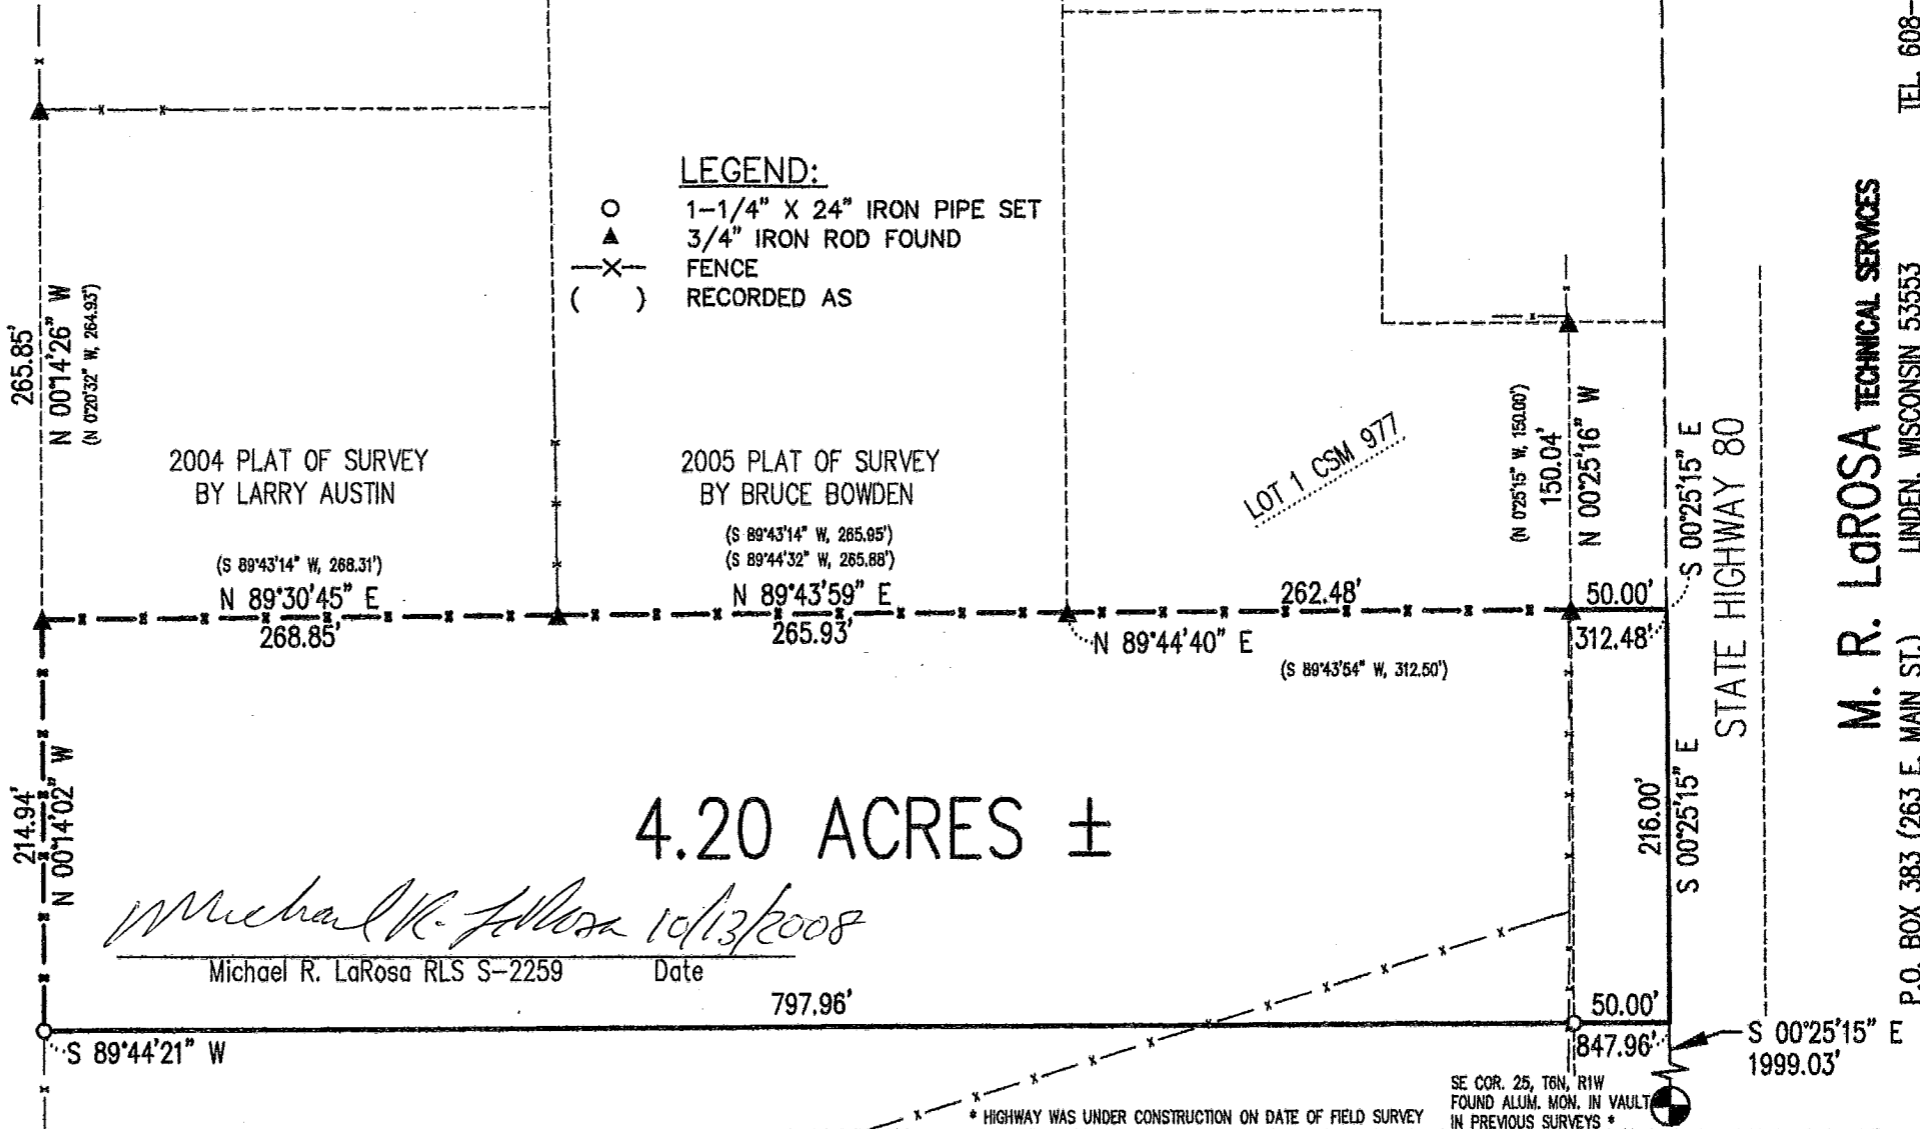 LEGEND:
1-1/4" X 24" IRON PIPE SET
3/4" IRON ROD FOUND
FENCE
( ) RECORDED AS
265.85'
N 00°14'26" W
(N 0°20'32" W, 264.93')
2004 PLAT OF SURVEY
BY LARRY AUSTIN
(S 89°43'14" W, 268.31')
N 89°30'45" E
268.85'
2005 PLAT OF SURVEY
BY BRUCE BOWDEN
(S 89°43'14" W, 265.95')
(S 89°44'32" W, 265.88')
N 89°43'59" E
265.93'
LOT 1 CSM 977
(N 0°25'15" W, 150.00')
150.04'
N 00°25'16" W
262.48'
50.00'
N 89°44'40" E
312.48'
(S 89°43'54" W, 312.50')
S 00°25'15" E
STATE HIGHWAY 80
214.94'
N 00°14'02" W
4.20 ACRES ±
216.00'
S 00°25'15" E
Michael R. LaRosa 10/13/2008
Michael R. LaRosa RLS S-2259 Date
797.96'
50.00'
S 89°44'21" W
847.96'
S 00°25'15" E
1999.03'
SE COR. 25, T6N, R1W
FOUND ALUM. MON. IN VAULT
IN PREVIOUS SURVEYS *
* HIGHWAY WAS UNDER CONSTRUCTION ON DATE OF FIELD SURVEY
M. R. LaROSA TECHNICAL SERVICES
P.O. BOX 383 (263 E. MAIN ST.) LINDEN, WISCONSIN 53553 TEL. 608-